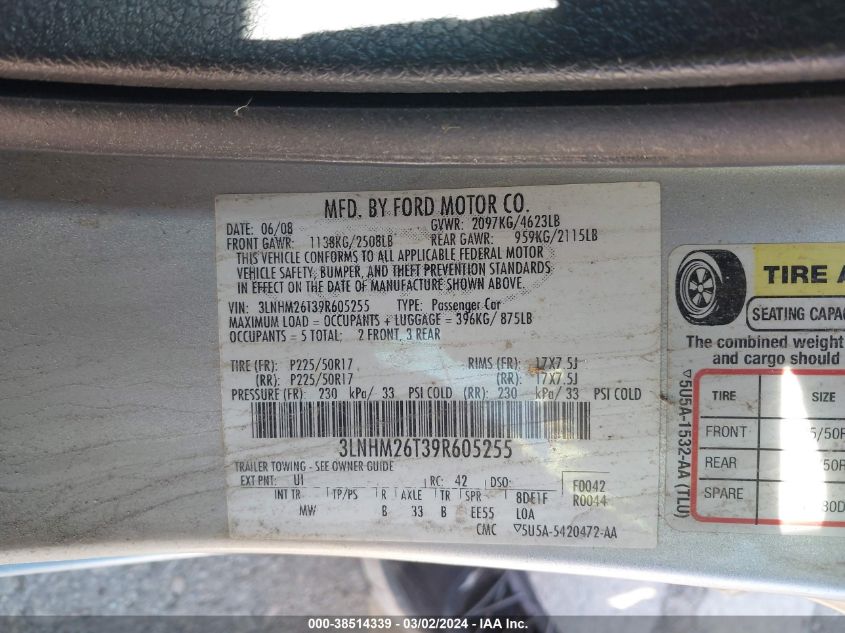 MFD. BY FORD MOTOR CO.
DATE: 06/08 GVWR: 2097KG/4623LB
FRONT GAWR: 1138KG/2508LB REAR GAWR: 959KG/2115LB
THIS VEHICLE CONFORMS TO ALL APPLICABLE FEDERAL MOTOR
VEHICLE SAFETY, BUMPER, AND THEFT PREVENTION STANDARDS
IN EFFECT ON THE DATE OF MANUFACTURE SHOWN ABOVE.
VIN: 3LNHM26T39R605255 TYPE: Passenger Car
MAXIMUM LOAD = OCCUPANTS + LUGGAGE = 396KG/ 875LB
OCCUPANTS = 5 TOTAL: 2 FRONT, 3 REAR
TIRE (FR): P225/50R17 RIMS (FR): 17X7.5J
(RR): P225/50R17 (RR): 17X7.5J
PRESSURE (FR): 230 kPa/ 33 PSI COLD (RR): 230 kPa/ 33 PSI COLD
3LNHM26T39R605255
TRAILER TOWING - SEE OWNER GUIDE
EXT PNT: UI RC: 42 DSO: F0042
INT TR TP/PS R AXLE TR SPR 8DE1F R0044
MW B 33 B EE55 LOA
CMC ▽5U5A-5420472-AA
TIRE A
SEATING CAPAC
The combined weight
and cargo should
▽5U5A-1532-AA (TLU)
TIRE SIZE
FRONT 5/50R
REAR 50R
SPARE 80D
000-38514339 - 03/02/2024 - IAA Inc.